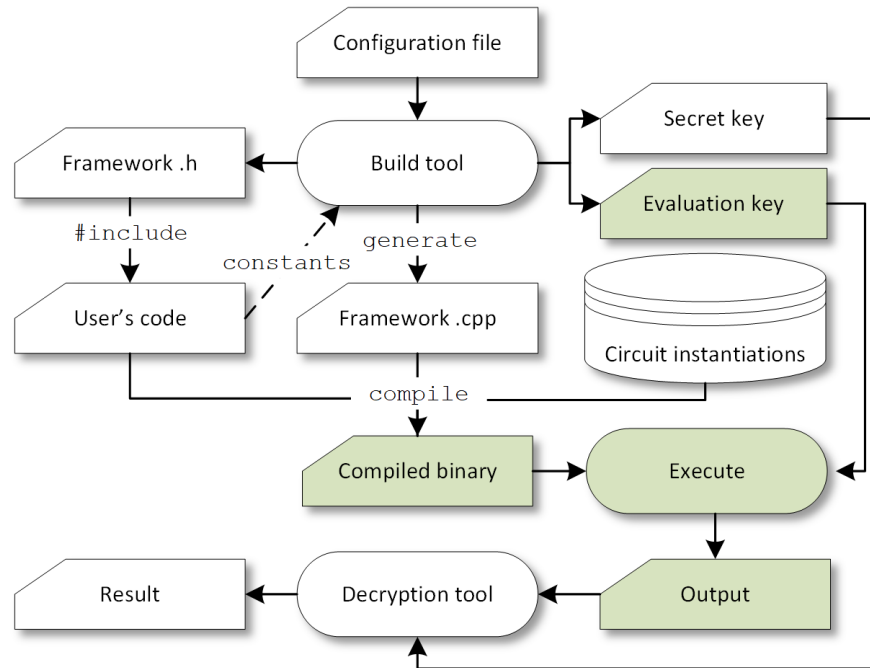 Configuration file
Secret key
Framework .h
Build tool
Evaluation key
#include
generate
constants
User’s code
Framework .cpp
Circuit instantiations
compile
Compiled binary
Execute
Result
Decryption tool
Output